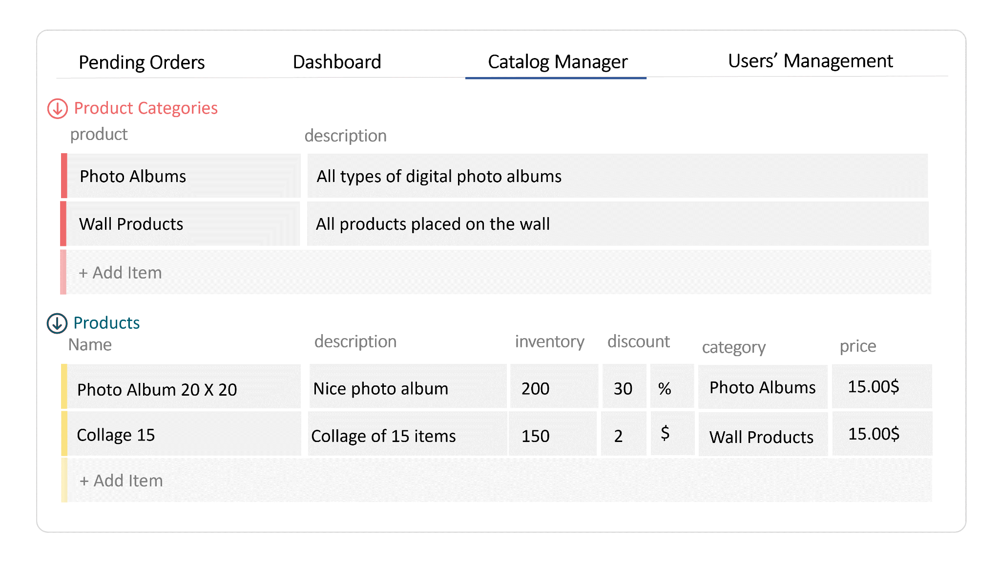 Pending Orders Dashboard Catalog Manager Users’ Management
Product Categories
product description
Photo Albums All types of digital photo albums
Wall Products All products placed on the wall
+ Add Item
Products
Name description inventory discount category price
Photo Album 20 X 20 Nice photo album 200 30 % Photo Albums 15.00$
Collage 15 Collage of 15 items 150 2 $ Wall Products 15.00$
+ Add Item